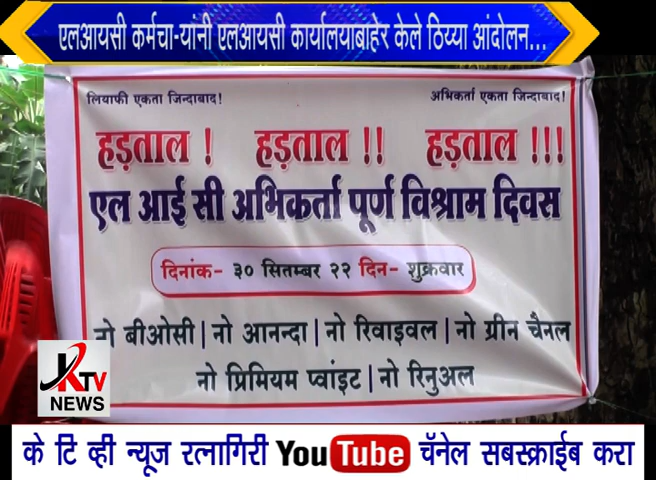 एलआयसी कर्मचा-यांनी एलआयसी कार्यालयाबाहेर केले ठिय्या आंदोलन...
लियाफी एकता जिन्दाबाद! अभिकर्ता एकता जिन्दाबाद!
हड़ताल ! हड़ताल !! हड़ताल !!!
एल आई सी अभिकर्ता पूर्ण विश्राम दिवस
दिनांक- ३० सितम्बर २२ दिन- शुक्रवार
नो बीओसी | नो आनन्दा | नो रिवाइवल | नो ग्रीन चैनल
नो प्रिमियम प्वांइट | नो रिनुअल
KTV
NEWS
के टि व्ही न्यूज रत्नागिरी YouTube चॅनेल सबस्क्राईब करा